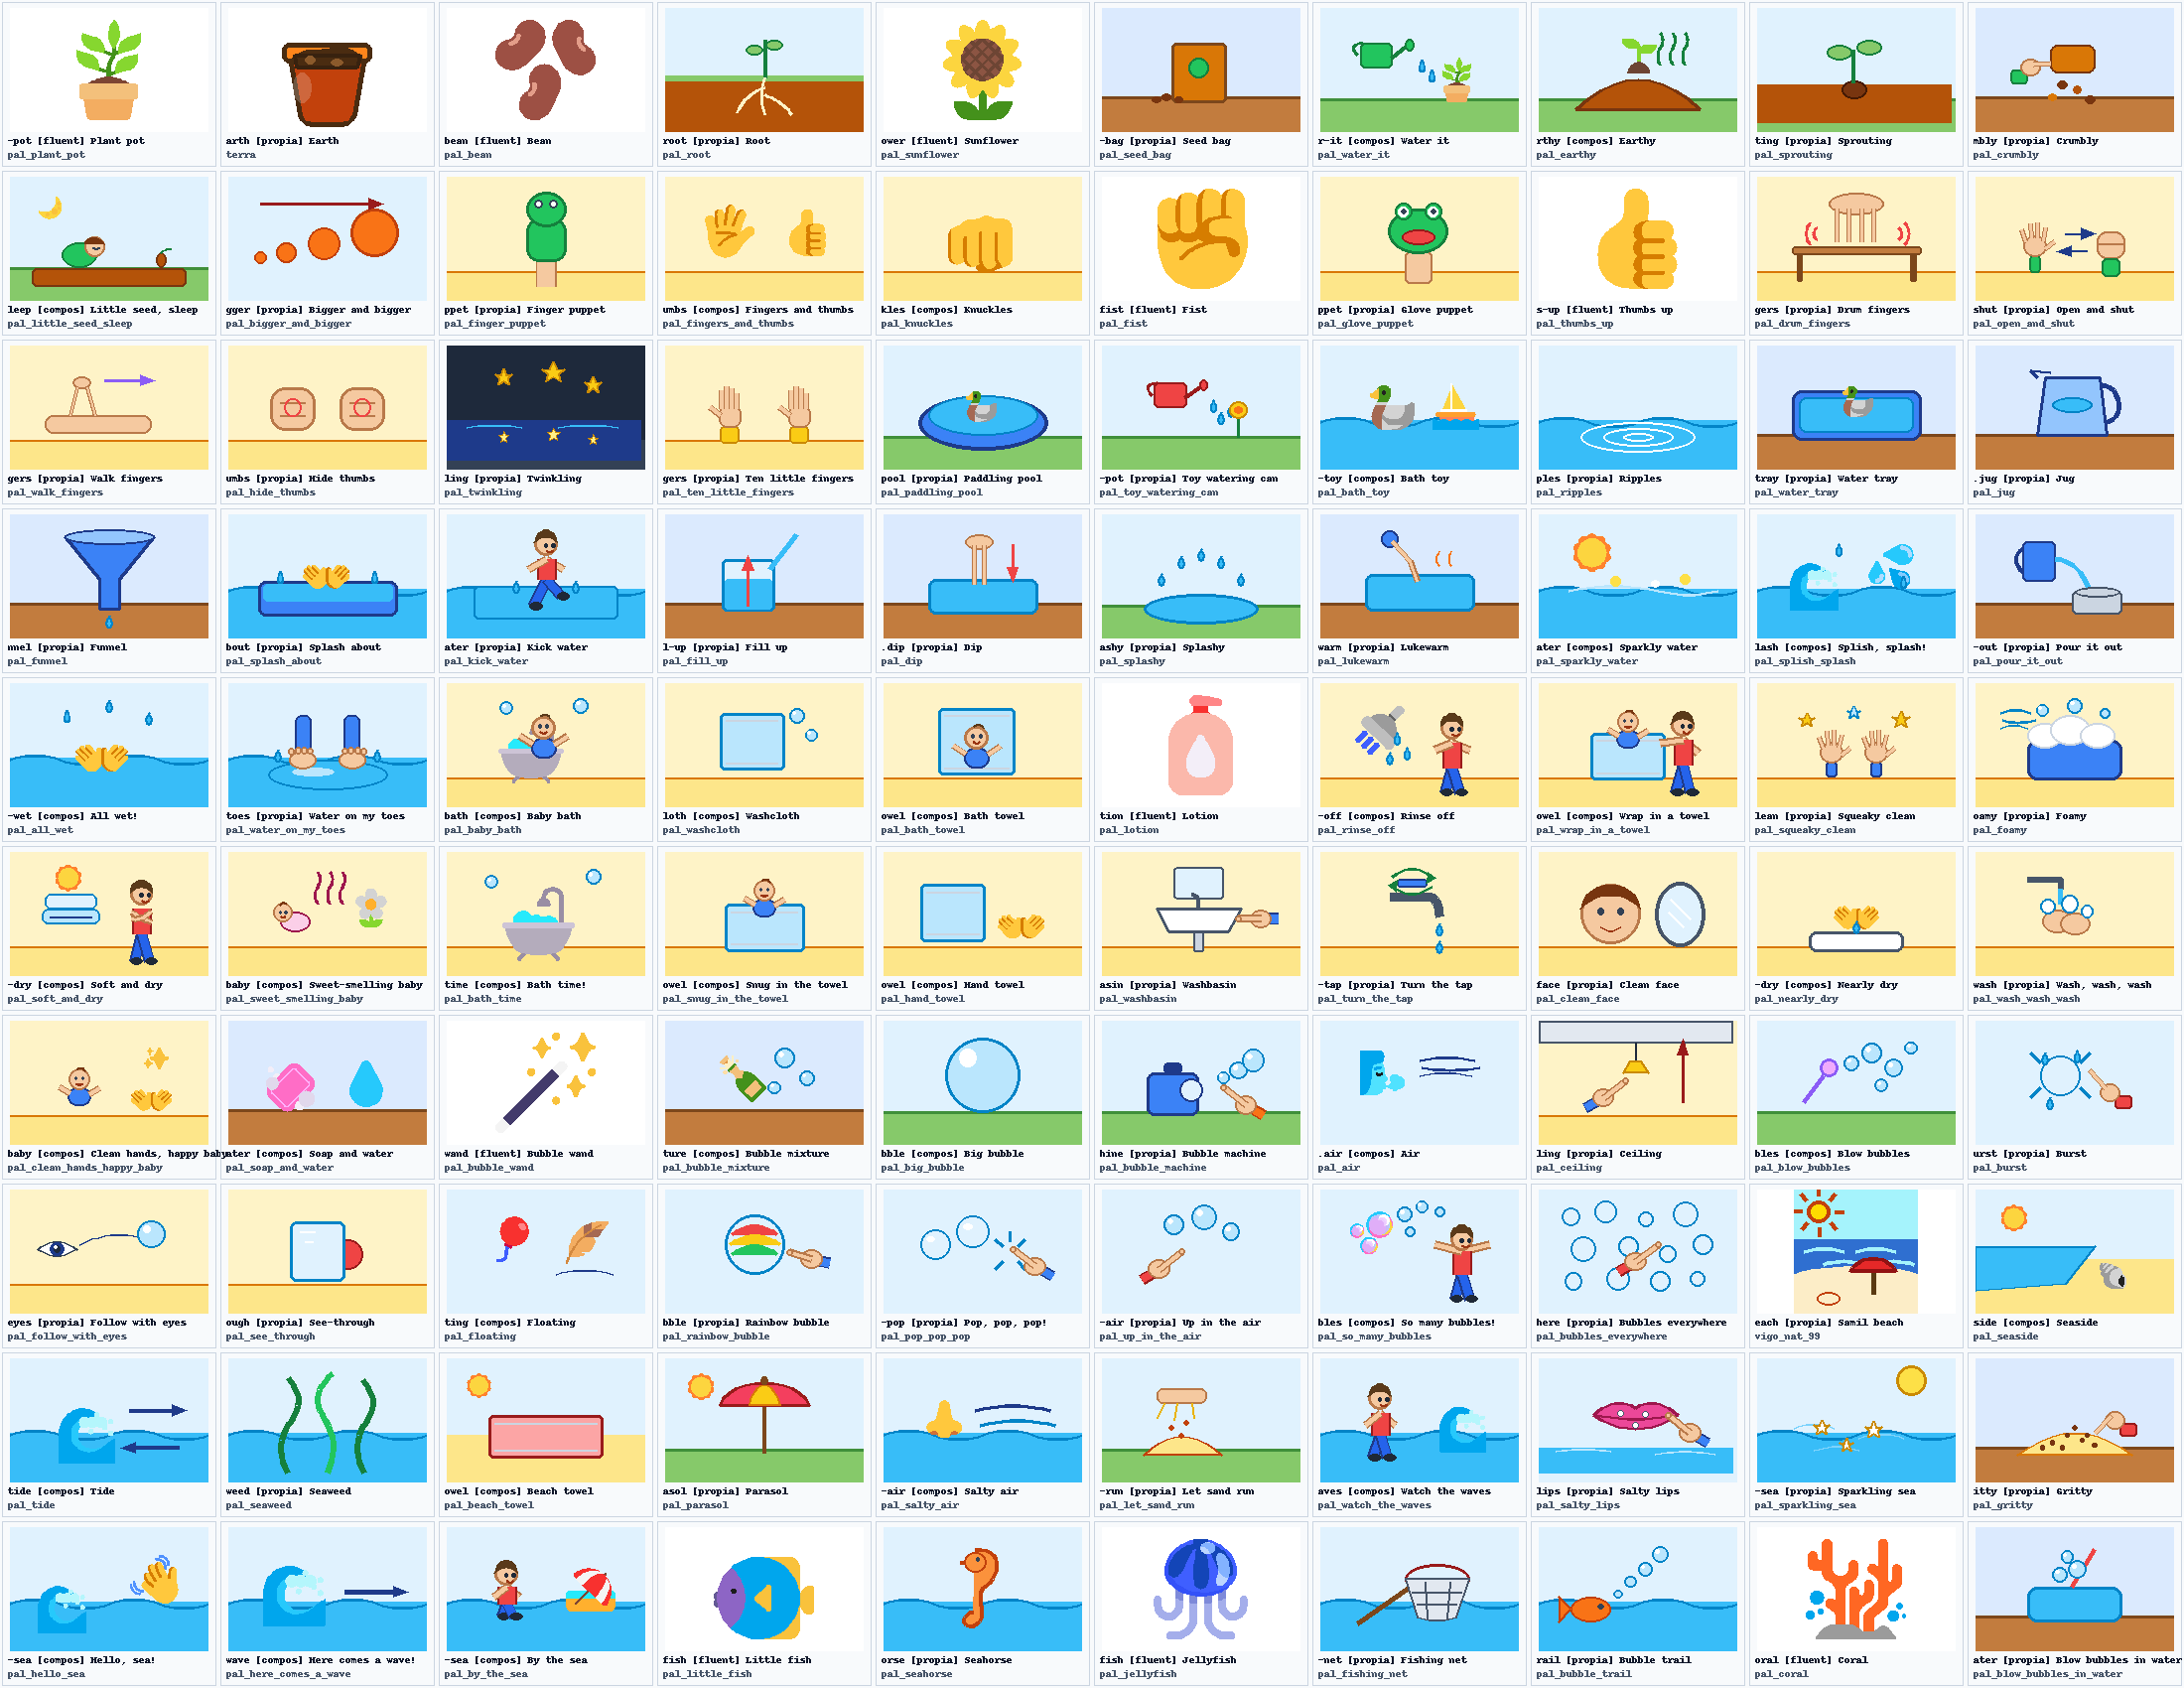 -pot [fluent] Plant pot
pal_plant_pot
arth [propia] Earth
terra
bean [fluent] Bean
pal_bean
root [propia] Root
pal_root
ower [fluent] Sunflower
pal_sunflower
-bag [propia] Seed bag
pal_seed_bag
r-it [compos] Water it
pal_water_it
rthy [compos] Earthy
pal_earthy
ting [propia] Sprouting
pal_sprouting
mbly [propia] Crumbly
pal_crumbly
leep [compos] Little seed, sleep
pal_little_seed_sleep
gger [propia] Bigger and bigger
pal_bigger_and_bigger
ppet [propia] Finger puppet
pal_finger_puppet
umbs [compos] Fingers and thumbs
pal_fingers_and_thumbs
kles [compos] Knuckles
pal_knuckles
fist [fluent] Fist
pal_fist
ppet [propia] Glove puppet
pal_glove_puppet
s-up [fluent] Thumbs up
pal_thumbs_up
gers [propia] Drum fingers
pal_drum_fingers
shut [propia] Open and shut
pal_open_and_shut
gers [propia] Walk fingers
pal_walk_fingers
umbs [propia] Hide thumbs
pal_hide_thumbs
ling [propia] Twinkling
pal_twinkling
gers [propia] Ten little fingers
pal_ten_little_fingers
pool [propia] Paddling pool
pal_paddling_pool
-pot [propia] Toy watering can
pal_toy_watering_can
-toy [compos] Bath toy
pal_bath_toy
ples [propia] Ripples
pal_ripples
tray [propia] Water tray
pal_water_tray
.jug [propia] Jug
pal_jug
nnel [propia] Funnel
pal_funnel
bout [propia] Splash about
pal_splash_about
ater [propia] Kick water
pal_kick_water
l-up [propia] Fill up
pal_fill_up
.dip [propia] Dip
pal_dip
ashy [propia] Splashy
pal_splashy
warm [propia] Lukewarm
pal_lukewarm
ater [compos] Sparkly water
pal_sparkly_water
lash [compos] Splish, splash!
pal_splish_splash
-out [propia] Pour it out
pal_pour_it_out
-wet [compos] All wet!
pal_all_wet
toes [propia] Water on my toes
pal_water_on_my_toes
bath [compos] Baby bath
pal_baby_bath
loth [compos] Washcloth
pal_washcloth
owel [compos] Bath towel
pal_bath_towel
tion [fluent] Lotion
pal_lotion
-off [compos] Rinse off
pal_rinse_off
owel [compos] Wrap in a towel
pal_wrap_in_a_towel
lean [propia] Squeaky clean
pal_squeaky_clean
oamy [propia] Foamy
pal_foamy
-dry [compos] Soft and dry
pal_soft_and_dry
baby [compos] Sweet-smelling baby
pal_sweet_smelling_baby
time [compos] Bath time!
pal_bath_time
owel [compos] Snug in the towel
pal_snug_in_the_towel
owel [compos] Hand towel
pal_hand_towel
asin [propia] Washbasin
pal_washbasin
-tap [propia] Turn the tap
pal_turn_the_tap
face [propia] Clean face
pal_clean_face
-dry [compos] Nearly dry
pal_nearly_dry
wash [propia] Wash, wash, wash
pal_wash_wash_wash
baby [compos] Clean hands, happy baby
pal_clean_hands_happy_baby
ater [compos] Soap and water
pal_soap_and_water
wand [fluent] Bubble wand
pal_bubble_wand
ture [compos] Bubble mixture
pal_bubble_mixture
bble [compos] Big bubble
pal_big_bubble
hine [propia] Bubble machine
pal_bubble_machine
.air [compos] Air
pal_air
ling [propia] Ceiling
pal_ceiling
bles [compos] Blow bubbles
pal_blow_bubbles
urst [propia] Burst
pal_burst
eyes [propia] Follow with eyes
pal_follow_with_eyes
ough [propia] See-through
pal_see_through
ting [compos] Floating
pal_floating
bble [propia] Rainbow bubble
pal_rainbow_bubble
-pop [propia] Pop, pop, pop!
pal_pop_pop_pop
-air [propia] Up in the air
pal_up_in_the_air
bles [compos] So many bubbles!
pal_so_many_bubbles
here [propia] Bubbles everywhere
pal_bubbles_everywhere
each [propia] Samil beach
vigo_nat_99
side [compos] Seaside
pal_seaside
tide [compos] Tide
pal_tide
weed [propia] Seaweed
pal_seaweed
owel [compos] Beach towel
pal_beach_towel
asol [propia] Parasol
pal_parasol
-air [compos] Salty air
pal_salty_air
-run [propia] Let sand run
pal_let_sand_run
aves [compos] Watch the waves
pal_watch_the_waves
lips [propia] Salty lips
pal_salty_lips
-sea [propia] Sparkling sea
pal_sparkling_sea
itty [propia] Gritty
pal_gritty
-sea [compos] Hello, sea!
pal_hello_sea
wave [compos] Here comes a wave!
pal_here_comes_a_wave
-sea [compos] By the sea
pal_by_the_sea
fish [fluent] Little fish
pal_little_fish
orse [propia] Seahorse
pal_seahorse
fish [fluent] Jellyfish
pal_jellyfish
-net [propia] Fishing net
pal_fishing_net
rail [propia] Bubble trail
pal_bubble_trail
oral [fluent] Coral
pal_coral
ater [propia] Blow bubbles in water
pal_blow_bubbles_in_water